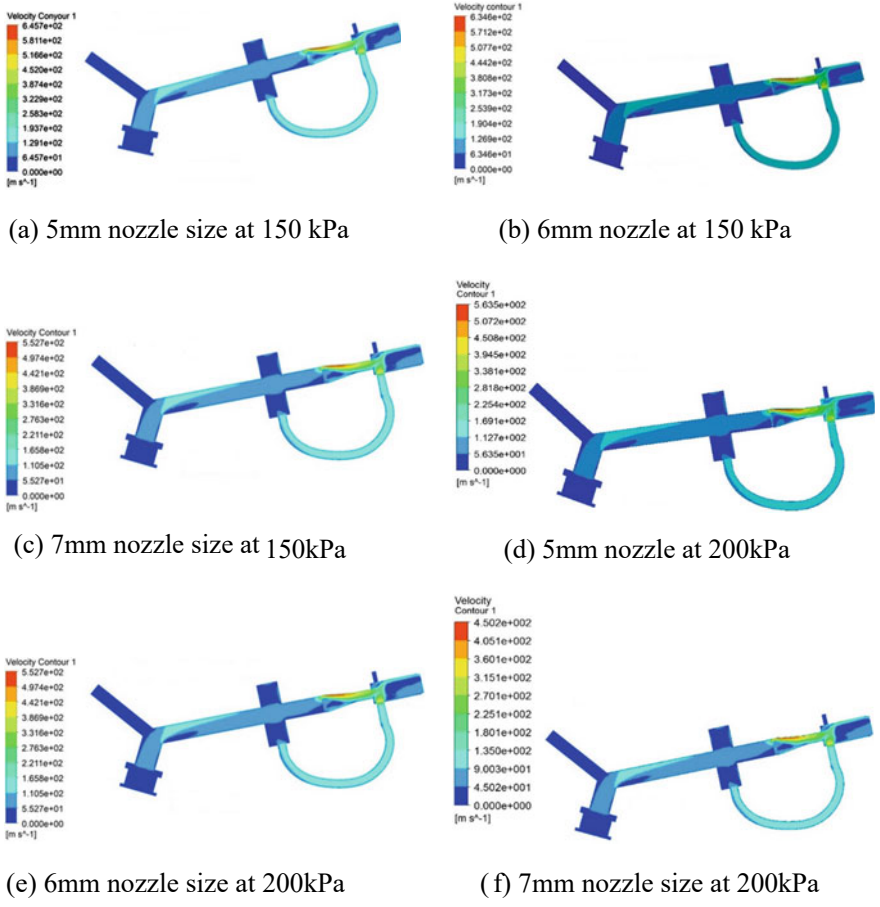 Velocity Conyour 1
6.457e+02
5.811e+02
5.166e+02
4.520e+02
3.874e+02
3.229e+02
2.583e+02
1.937e+02
1.291e+02
6.457e+01
0.000e+00
[m s^-1]
(a) 5mm nozzle size at 150 kPa
Velocity contour 1
6.346e+02
5.712e+02
5.077e+02
4.442e+02
3.808e+02
3.173e+02
2.539e+02
1.904e+02
1.269e+02
6.346e+01
0.000e+00
[m s^-1]
(b) 6mm nozzle at 150 kPa
Velocity Contour 1
5.527e+02
4.974e+02
4.421e+02
3.869e+02
3.316e+02
2.763e+02
2.211e+02
1.658e+02
1.105e+02
5.527e+01
0.000e+00
[m s^-1]
(c) 7mm nozzle size at 150kPa
Velocity
Contour 1
5.635e+002
5.072e+002
4.508e+002
3.945e+002
3.381e+002
2.818e+002
2.254e+002
1.691e+002
1.127e+002
5.635e+001
0.000e+000
[m s^-1]
(d) 5mm nozzle at 200kPa
Velocity Contour 1
5.527e+02
4.974e+02
4.421e+02
3.869e+02
3.316e+02
2.763e+02
2.211e+02
1.658e+02
1.105e+02
5.527e+01
0.000e+00
[m s^-1]
(e) 6mm nozzle size at 200kPa
Velocity
Contour 1
4.502e+002
4.051e+002
3.601e+002
3.151e+002
2.701e+002
2.251e+002
1.801e+002
1.350e+002
9.003e+001
4.502e+001
0.000e+000
[m s^-1]
(f) 7mm nozzle size at 200kPa